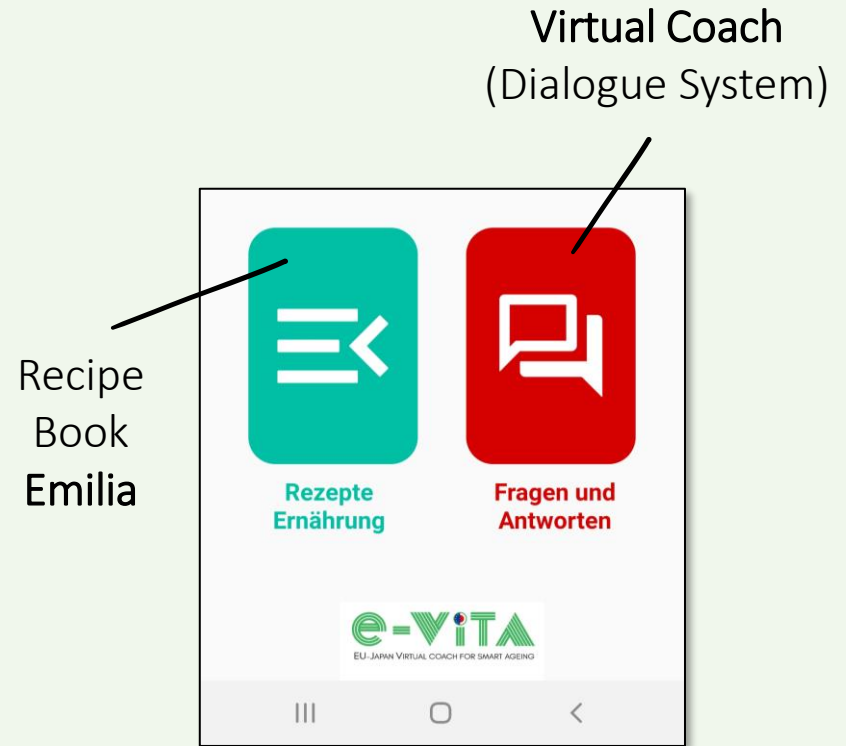 Virtual Coach
(Dialogue System)
Recipe
Book
Emilia
Rezepte
Ernährung
Fragen und
Antworten
e-ViTA
EU-JAPAN VIRTUAL COACH FOR SMART AGEING